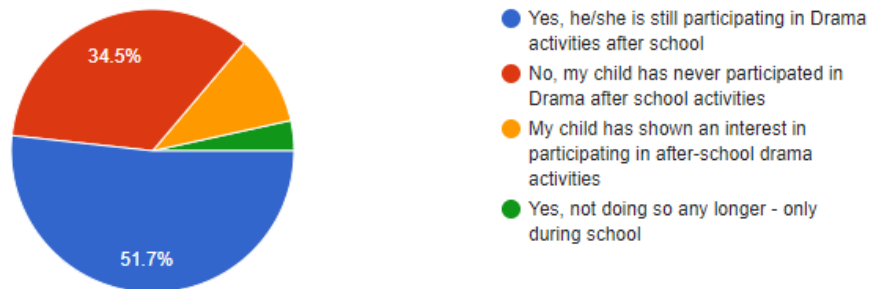 34.5%
51.7%
Yes, he/she is still participating in Drama
activities after school
No, my child has never participated in
Drama after school activities
My child has shown an interest in
participating in after-school drama
activities
Yes, not doing so any longer - only
during school